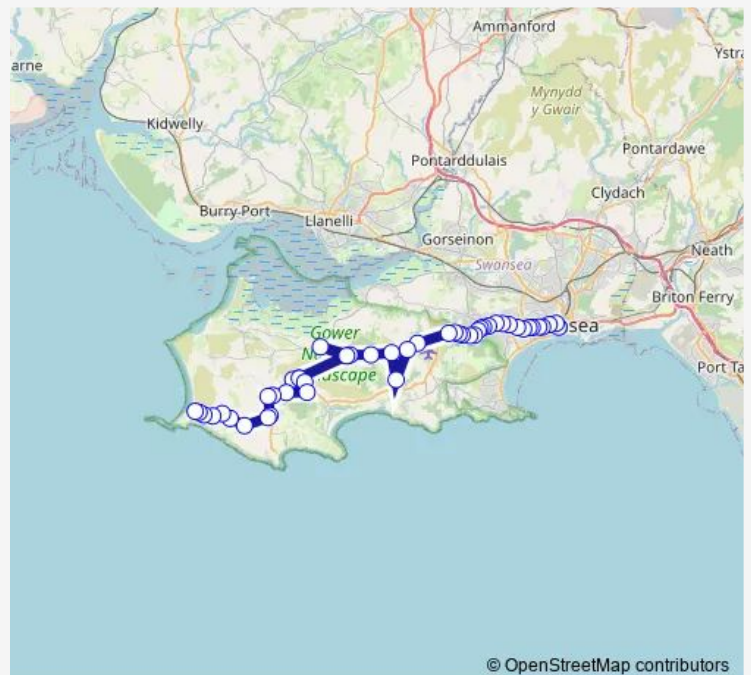 Ammanford
arne
Ystra
Mynydd
y Gwair
Kidwelly
Pontarddulais
Pontardawe
Clydach
Burry Port
Llanelli
Gorseinon
Neath
Swansea
Briton Ferry
Gower
sea
N
dscape
Port Ta
© OpenStreetMap contributors